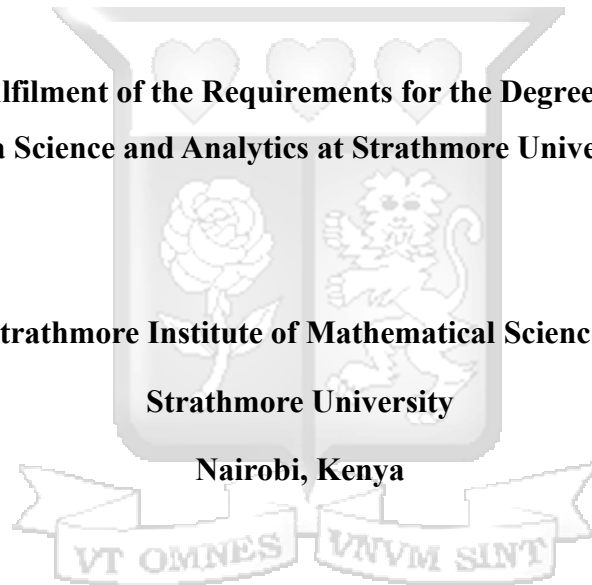 lfilment of the Requirements for the Degree
a Science and Analytics at Strathmore Unive
trathmore Institute of Mathematical Scienc
Strathmore University
Nairobi, Kenya
VT OMNES VNVM SINT